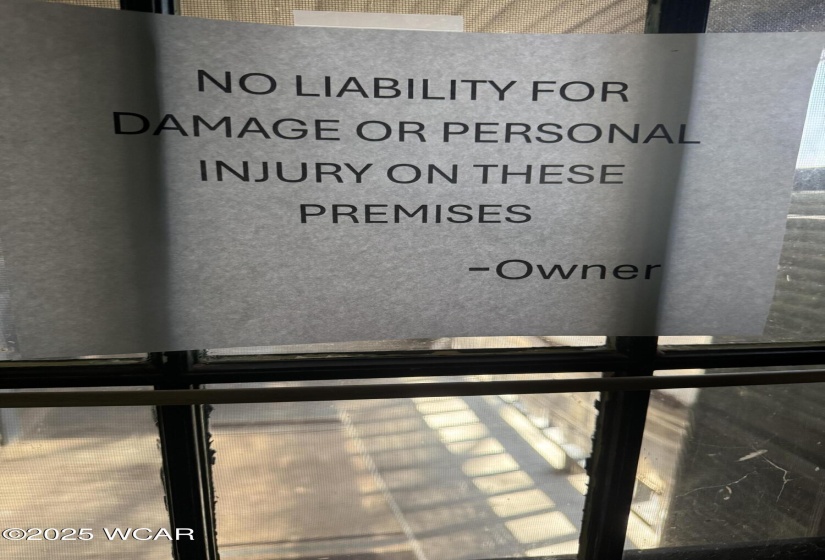 NO LIABILITY FOR
DAMAGE OR PERSONAL
INJURY ON THESE
PREMISES
-Owner
©2025 WCAR